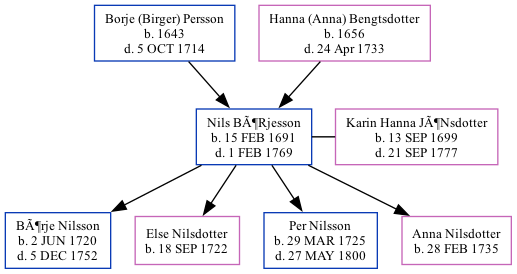 Borje (Birger) Persson
b. 1643
d. 5 OCT 1714
Hanna (Anna) Bengtsdotter
b. 1656
d. 24 Apr 1733
Nils BÃ¶Rjesson
b. 15 FEB 1691
d. 1 FEB 1769
Karin Hanna JÃ¶Nsdotter
b. 13 SEP 1699
d. 21 SEP 1777
BÃ¶rje Nilsson
b. 2 JUN 1720
d. 5 DEC 1752
Else Nilsdotter
b. 18 SEP 1722
Per Nilsson
b. 29 MAR 1725
d. 27 MAY 1800
Anna Nilsdotter
b. 28 FEB 1735